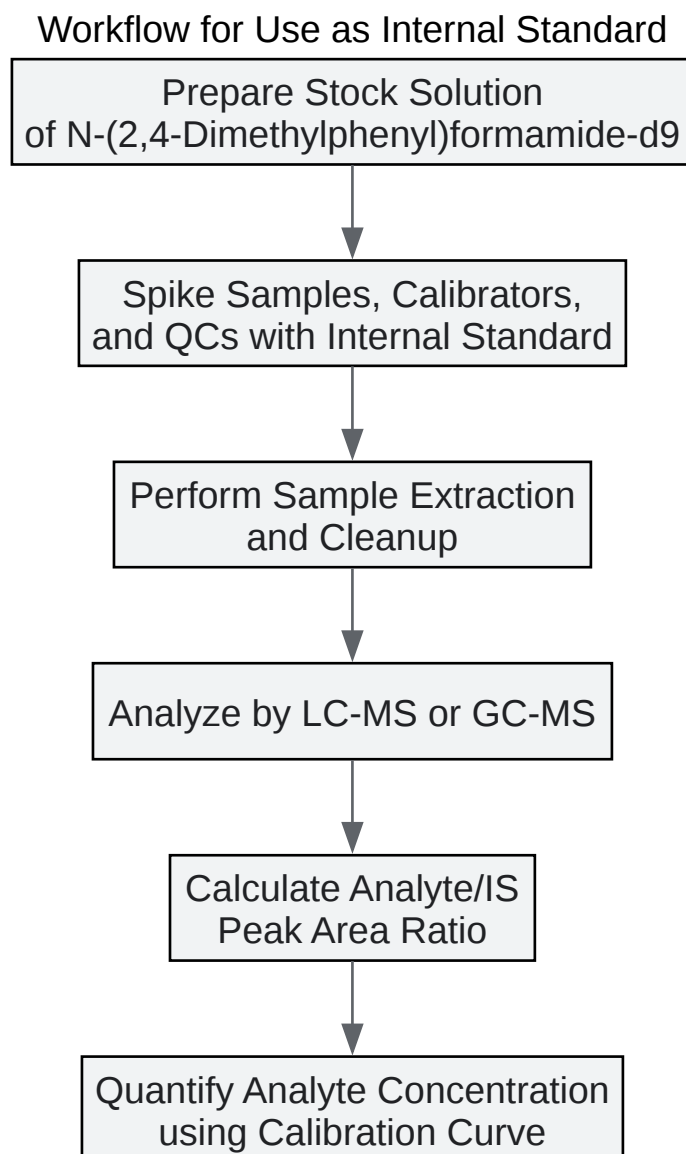 Workflow for Use as Internal Standard
Prepare Stock Solution
of N-(2,4-Dimethylphenyl)formamide-d9
Spike Samples, Calibrators,
and QCs with Internal Standard
Perform Sample Extraction
and Cleanup
Analyze by LC-MS or GC-MS
Calculate Analyte/IS
Peak Area Ratio
Quantify Analyte Concentration
using Calibration Curve